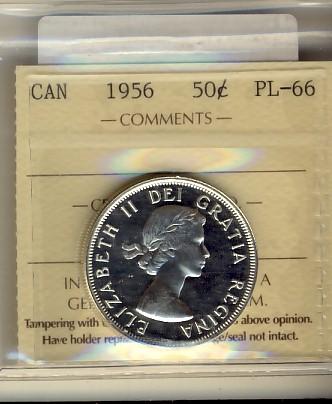 CAN 1956 50¢ PL-66
COMMENTS
ELIZABETH II DEI GRATIA REGINA
IN A
M.
Tampering with above opinion.
Have holder /seal not intact.